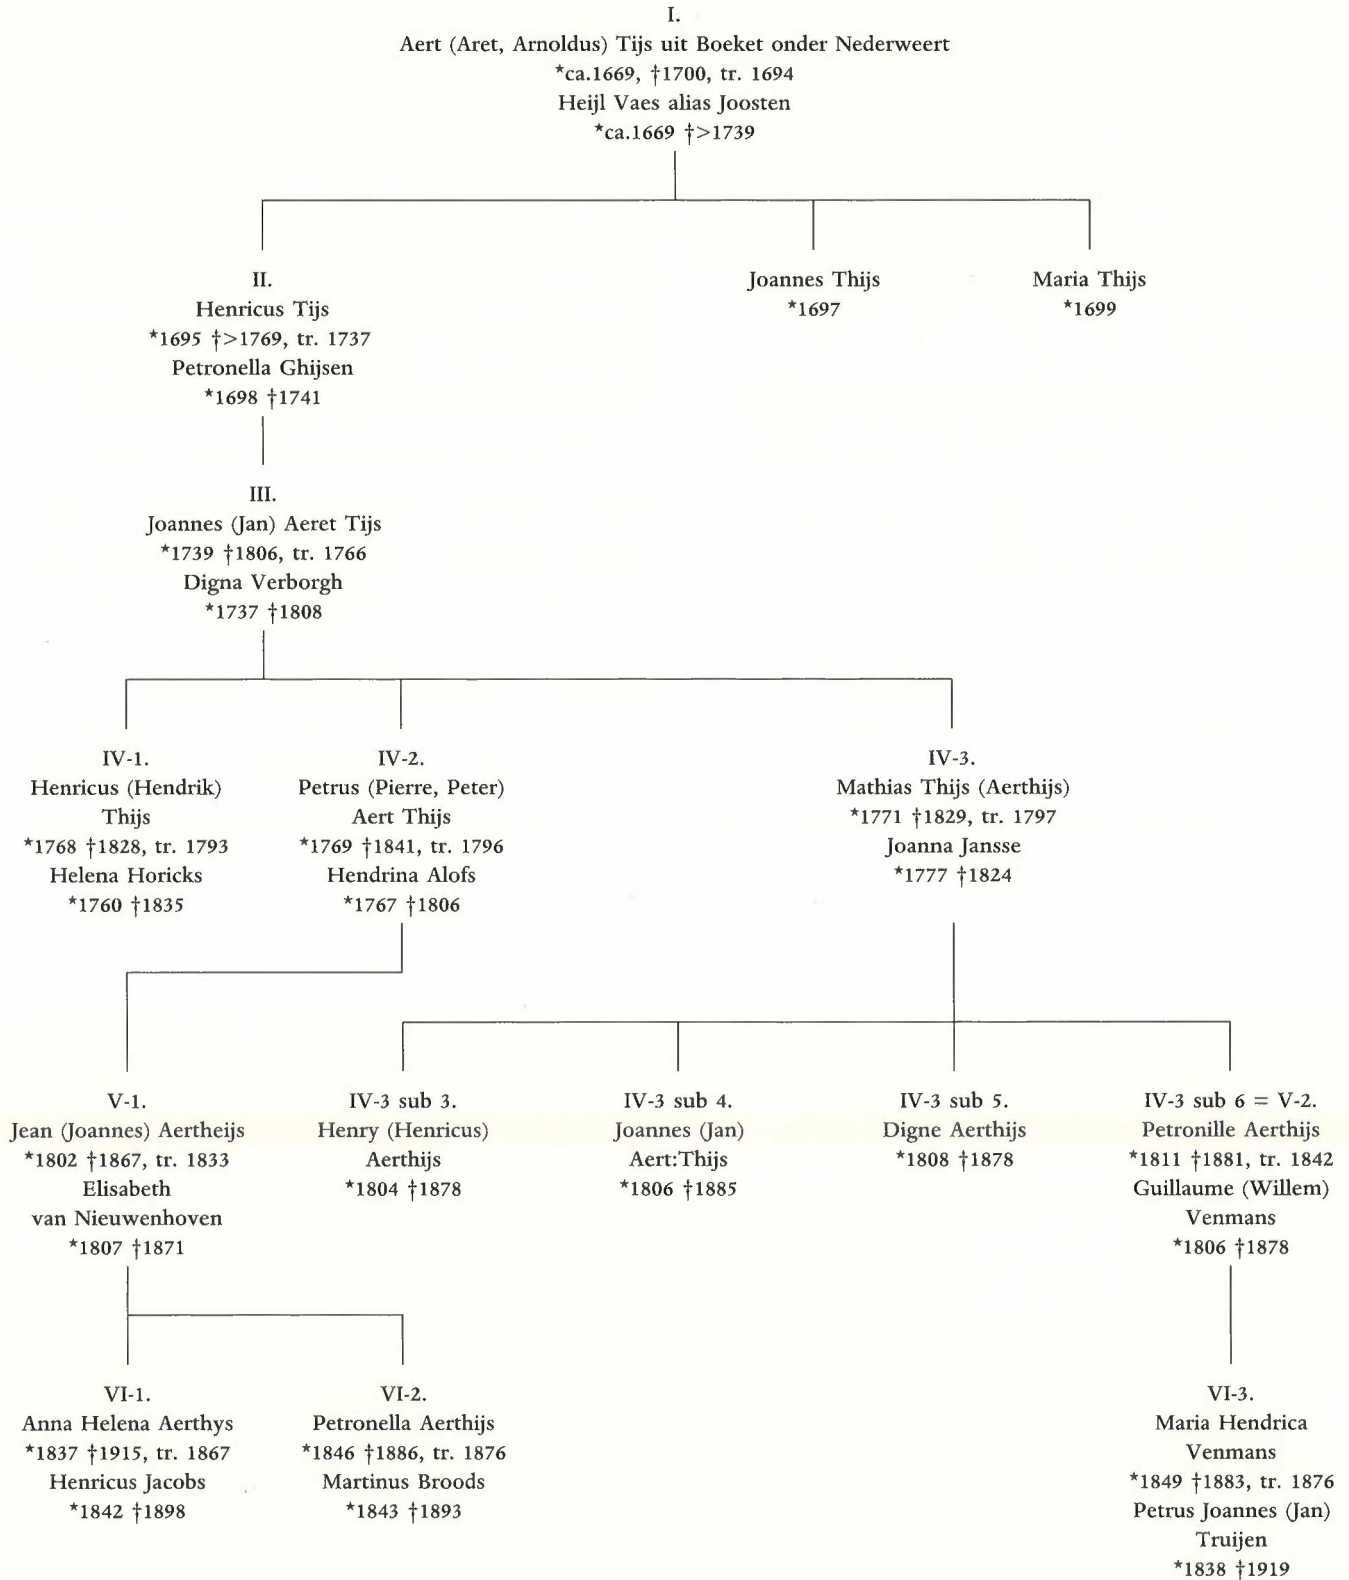 I.
Aert (Aret, Arnoldus) Tijs uit Boeket onder Nederweert
*ca.1669, †1700, tr. 1694
Heijl Vaes alias Joosten
*ca.1669 †>1739
II.
Henricus Tijs
*1695 †>1769, tr. 1737
Petronella Ghijsen
*1698 †1741
Joannes Thijs
*1697
Maria Thijs
*1699
III.
Joannes (Jan) Aeret Tijs
*1739 †1806, tr. 1766
Digna Verborgh
*1737 †1808
IV-1.
Henricus (Hendrik)
Thijs
*1768 †1828, tr. 1793
Helena Horicks
*1760 †1835
IV-2.
Petrus (Pierre, Peter)
Aert Thijs
*1769 †1841, tr. 1796
Hendrina Alofs
*1767 †1806
IV-3.
Mathias Thijs (Aerthijs)
*1771 †1829, tr. 1797
Joanna Jansse
*1777 †1824
V-1.
Jean (Joannes) Aertheijs
*1802 †1867, tr. 1833
Elisabeth
van Nieuwenhoven
*1807 †1871
IV-3 sub 3.
Henry (Henricus)
Aerthijs
*1804 †1878
IV-3 sub 4.
Joannes (Jan)
Aert:Thijs
*1806 †1885
IV-3 sub 5.
Digne Aerthijs
*1808 †1878
IV-3 sub 6 = V-2.
Petronille Aerthijs
*1811 †1881, tr. 1842
Guillaume (Willem)
Venmans
*1806 †1878
VI-1.
Anna Helena Aerthys
*1837 †1915, tr. 1867
Henricus Jacobs
*1842 †1898
VI-2.
Petronella Aerthijs
*1846 †1886, tr. 1876
Martinus Broods
*1843 †1893
VI-3.
Maria Hendrica
Venmans
*1849 †1883, tr. 1876
Petrus Joannes (Jan)
Truijen
*1838 †1919